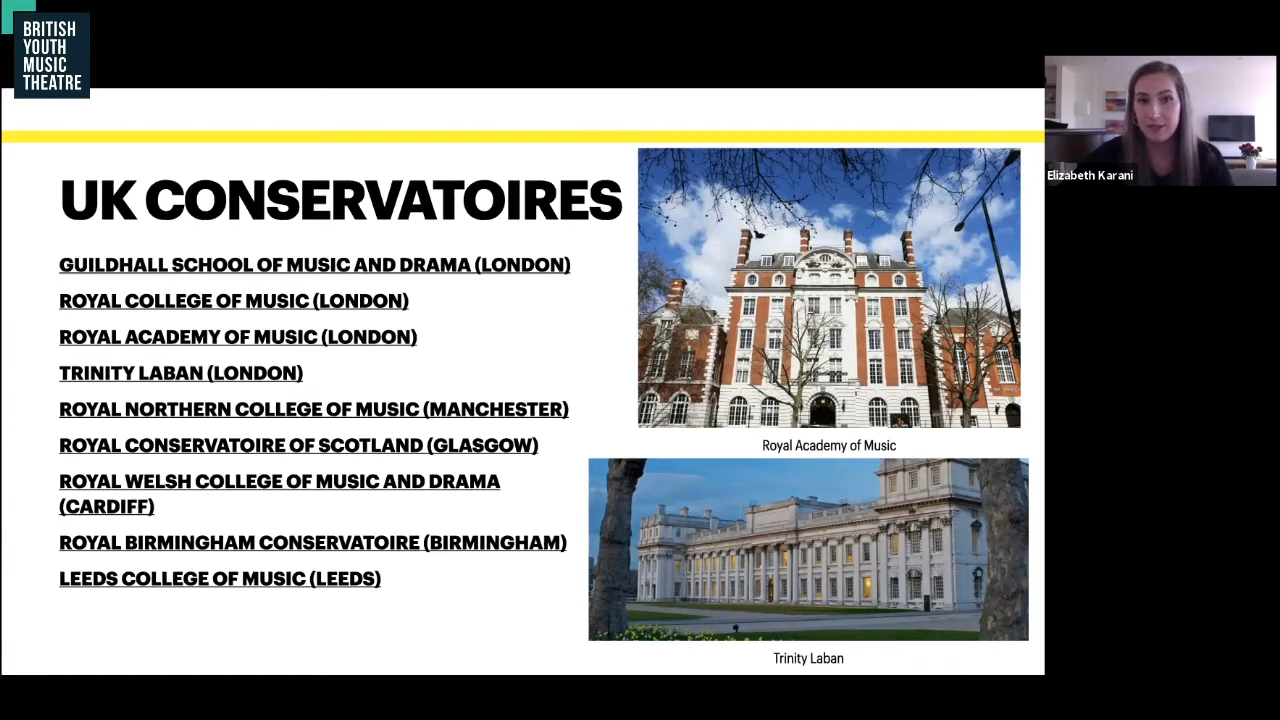 BRITISH
YOUTH
MUSIC
THEATRE
UK CONSERVATOIRES
GUILDHALL SCHOOL OF MUSIC AND DRAMA (LONDON)
ROYAL COLLEGE OF MUSIC (LONDON)
ROYAL ACADEMY OF MUSIC (LONDON)
TRINITY LABAN (LONDON)
ROYAL NORTHERN COLLEGE OF MUSIC (MANCHESTER)
ROYAL CONSERVATOIRE OF SCOTLAND (GLASGOW)
ROYAL WELSH COLLEGE OF MUSIC AND DRAMA
(CARDIFF)
ROYAL BIRMINGHAM CONSERVATOIRE (BIRMINGHAM)
LEEDS COLLEGE OF MUSIC (LEEDS)
Royal Academy of Music
Trinity Laban
Elizabeth Karani